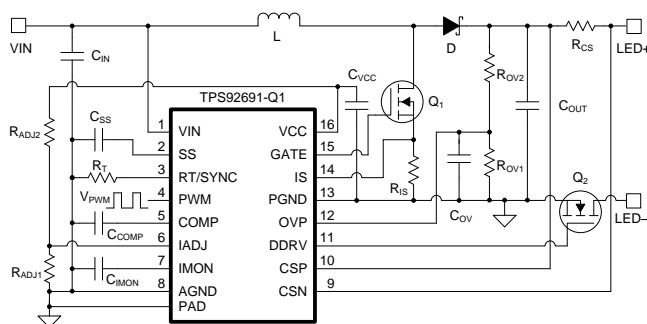 VIN
L
D
R_CS
LED+
C_IN
C_VCC
R_OV2
C_OUT
TPS92691-Q1
Q_1
R_ADJ2
C_SS
1 VIN VCC 16
2 SS GATE 15
R_T
3 RT/SYNC IS 14
R_IS
R_OV1
Q_2
V_PWM
4 PWM PGND 13
5 COMP OVP 12
C_COMP
C_OV
LED–
6 IADJ DDRV 11
R_ADJ1
7 IMON CSP 10
C_IMON
8 AGND CSN 9
PAD